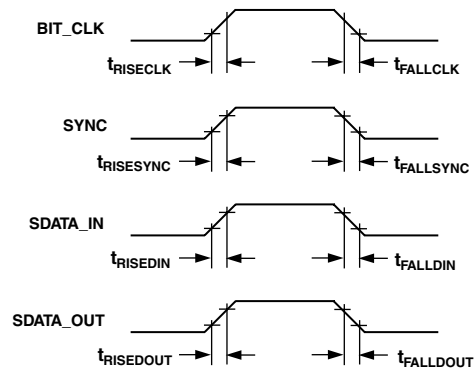 BIT_CLK
tRISECLK tFALLCLK
SYNC
tRISESYNC tFALLSYNC
SDATA_IN
tRISEDIN tFALLDIN
SDATA_OUT
tRISEDOUT tFALLDOUT